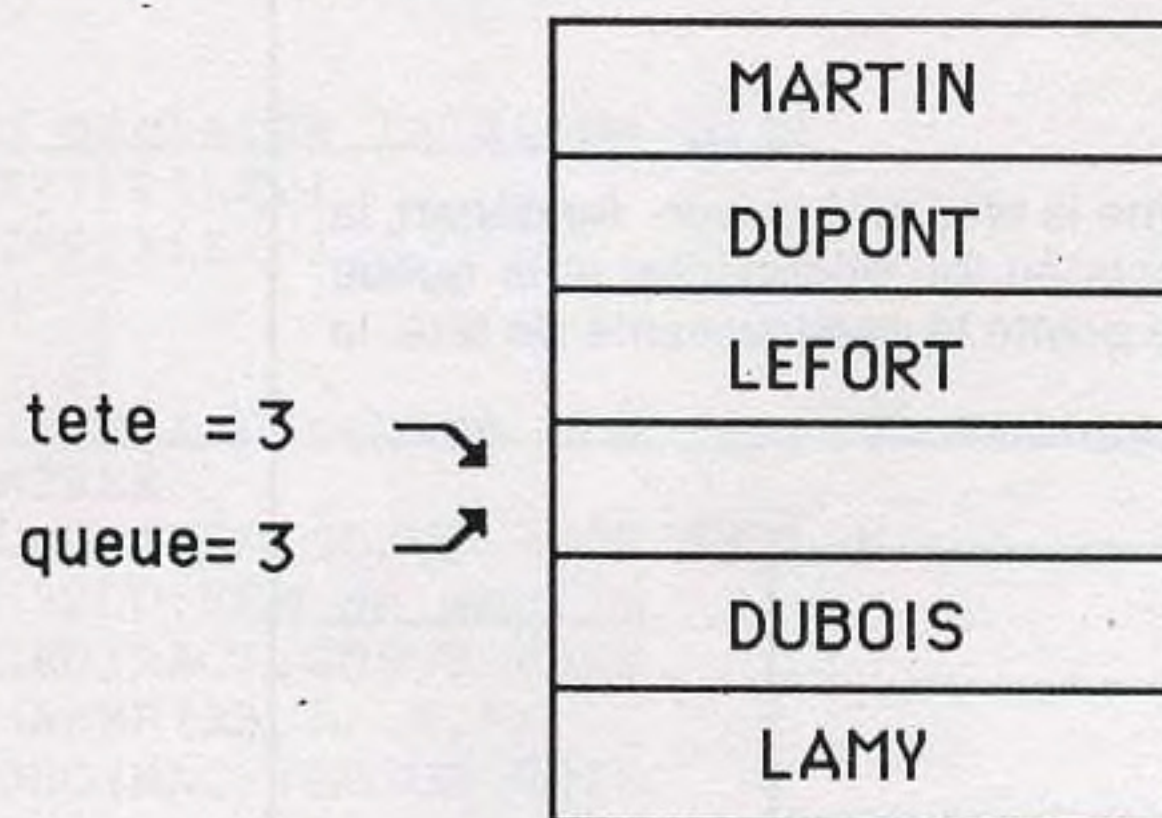 MARTIN
DUPONT
LEFORT
tete = 3
queue= 3
DUBOIS
LAMY